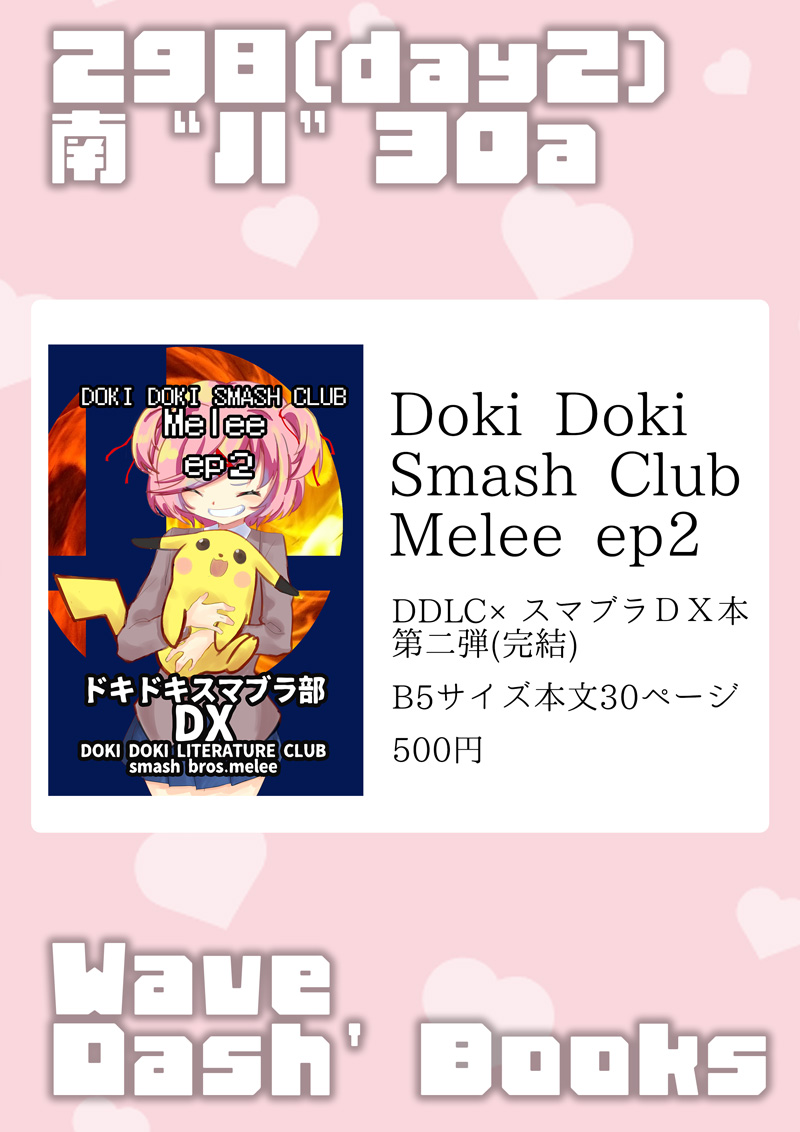 298(day2)
南“ハ”30a
DOKI DOKI SMASH CLUB
Melee
ep2
ドキドキスマブラ部
DX
DOKI DOKI LITERATURE CLUB
smash bros.melee
Doki Doki
Smash Club
Melee ep2
DDLC× スマブラＤＸ本
第二弾(完結)
B5サイズ本文30ページ
500円
Wave
Dash' Books